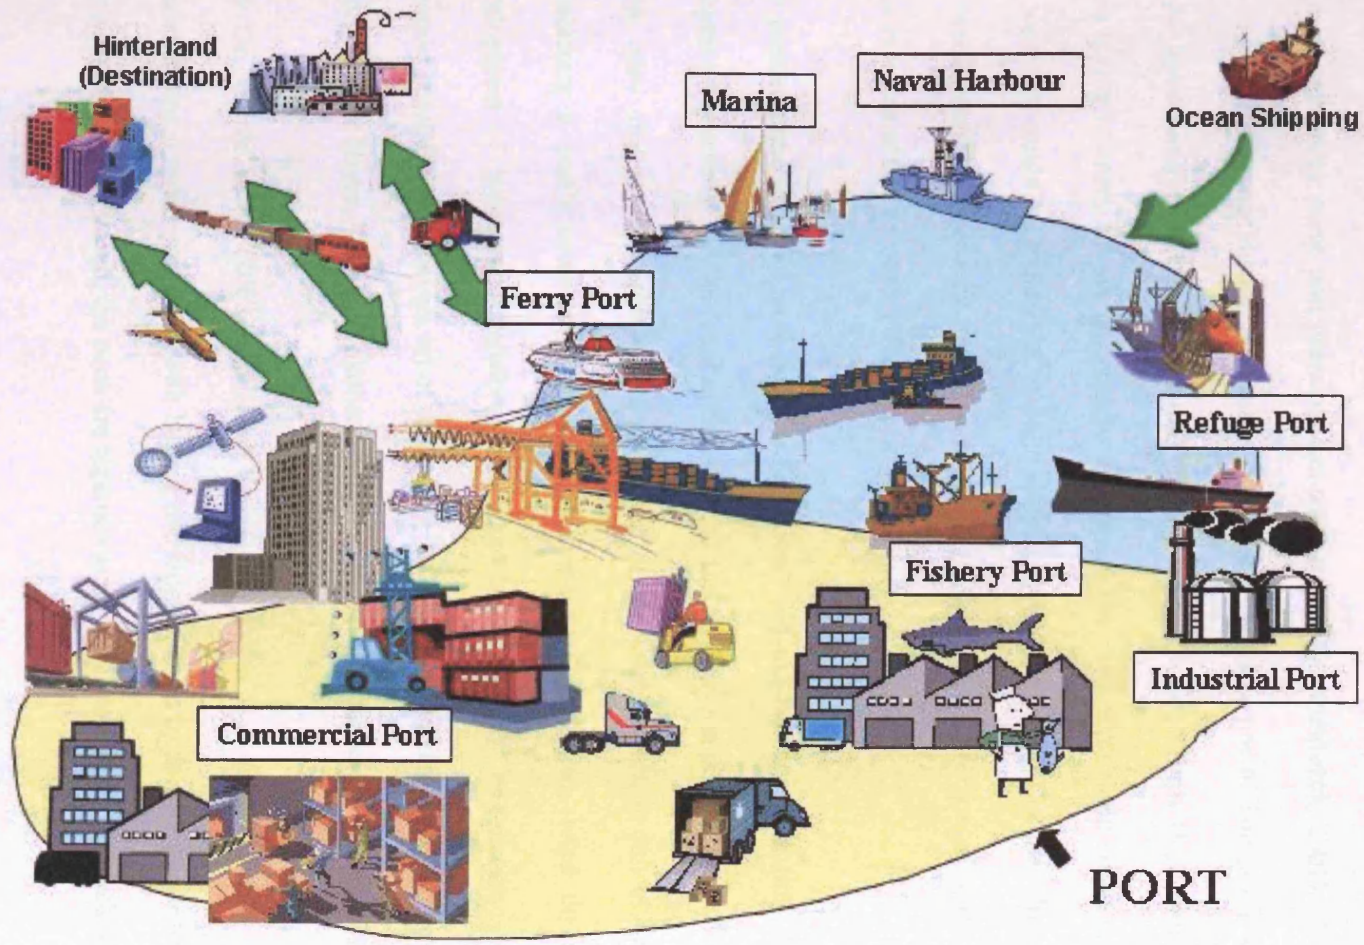 Hinterland
(Destination)
Marina
Naval Harbour
Ocean Shipping
Ferry Port
Refuge Port
Fishery Port
Industrial Port
Commercial Port
PORT